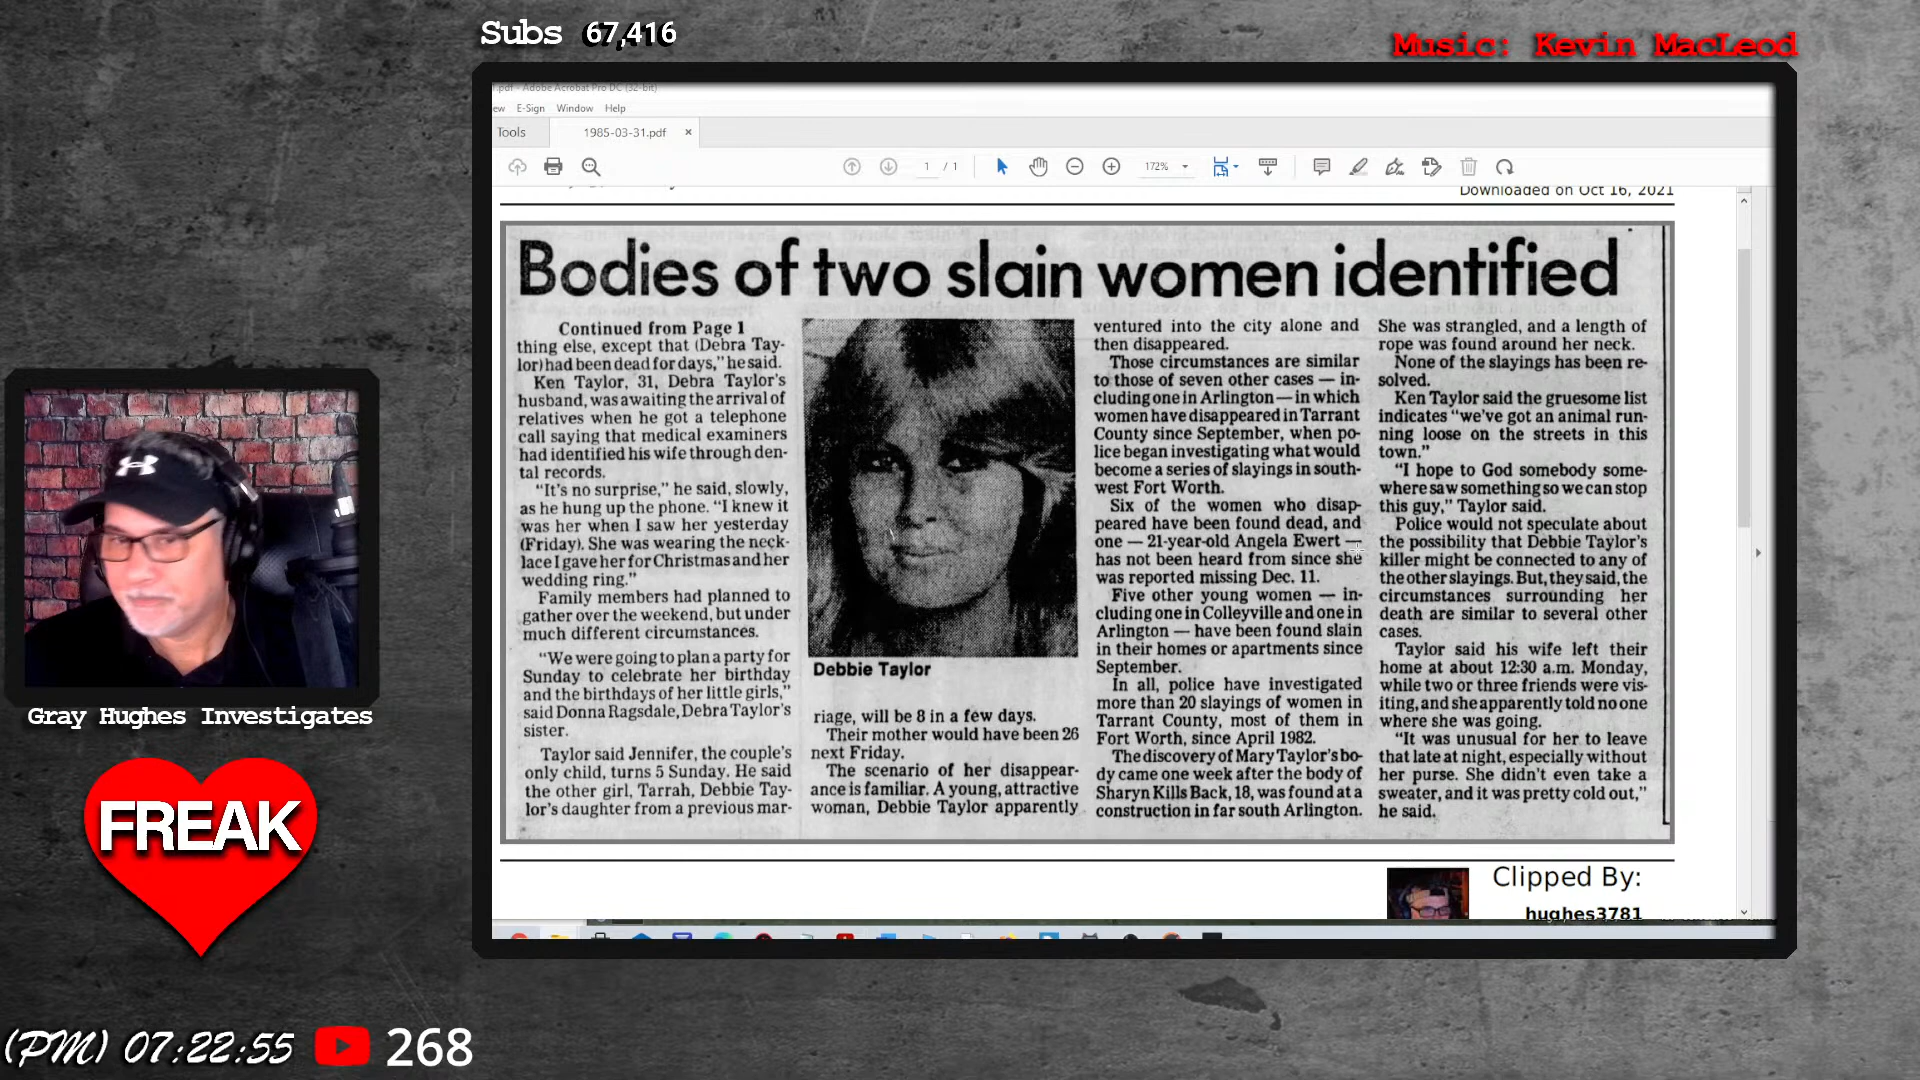 Subs 67,416
Music: Kevin MacLeod
.pdf - Adobe Acrobat Pro DC (32-bit)
ew E-Sign Window Help
Tools 1985-03-31.pdf ×
1 / 1 172%
Downloaded on Oct 16, 2021
Bodies of two slain women identified
Continued from Page 1
thing else, except that (Debra Tay-
lor) had been dead for days," he said.
Ken Taylor, 31, Debra Taylor's
husband, was awaiting the arrival of
relatives when he got a telephone
call saying that medical examiners
had identified his wife through den-
tal records.
"It's no surprise," he said, slowly,
as he hung up the phone. "I knew it
was her when I saw her yesterday
(Friday). She was wearing the neck-
lace I gave her for Christmas and her
wedding ring."
Family members had planned to
gather over the weekend, but under
much different circumstances.
"We were going to plan a party for
Sunday to celebrate her birthday
and the birthdays of her little girls,"
said Donna Ragsdale, Debra Taylor's
sister.
Taylor said Jennifer, the couple's
only child, turns 5 Sunday. He said
the other girl, Tarrah, Debbie Tay-
lor's daughter from a previous mar-
Debbie Taylor
riage, will be 8 in a few days.
Their mother would have been 26
next Friday.
The scenario of her disappear-
ance is familiar. A young, attractive
woman, Debbie Taylor apparently
ventured into the city alone and
then disappeared.
Those circumstances are similar
to those of seven other cases — in-
cluding one in Arlington — in which
women have disappeared in Tarrant
County since September, when po-
lice began investigating what would
become a series of slayings in south-
west Fort Worth.
Six of the women who disap-
peared have been found dead, and
one — 21-year-old Angela Ewert —
has not been heard from since she
was reported missing Dec. 11.
Five other young women — in-
cluding one in Colleyville and one in
Arlington — have been found slain
in their homes or apartments since
September.
In all, police have investigated
more than 20 slayings of women in
Tarrant County, most of them in
Fort Worth, since April 1982.
The discovery of Mary Taylor's bo-
dy came one week after the body of
Sharyn Kills Back, 18, was found at a
construction in far south Arlington.
She was strangled, and a length of
rope was found around her neck.
None of the slayings has been re-
solved.
Ken Taylor said the gruesome list
indicates "we've got an animal run-
ning loose on the streets in this
town."
"I hope to God somebody some-
where saw something so we can stop
this guy," Taylor said.
Police would not speculate about
the possibility that Debbie Taylor's
killer might be connected to any of
the other slayings. But, they said, the
circumstances surrounding her
death are similar to several other
cases.
Taylor said his wife left their
home at about 12:30 a.m. Monday,
while two or three friends were vis-
iting, and she apparently told no one
where she was going.
"It was unusual for her to leave
that late at night, especially without
her purse. She didn't even take a
sweater, and it was pretty cold out,"
he said.
Clipped By:
hughes3781
Gray Hughes Investigates
FREAK
(PM) 07:22:55 268